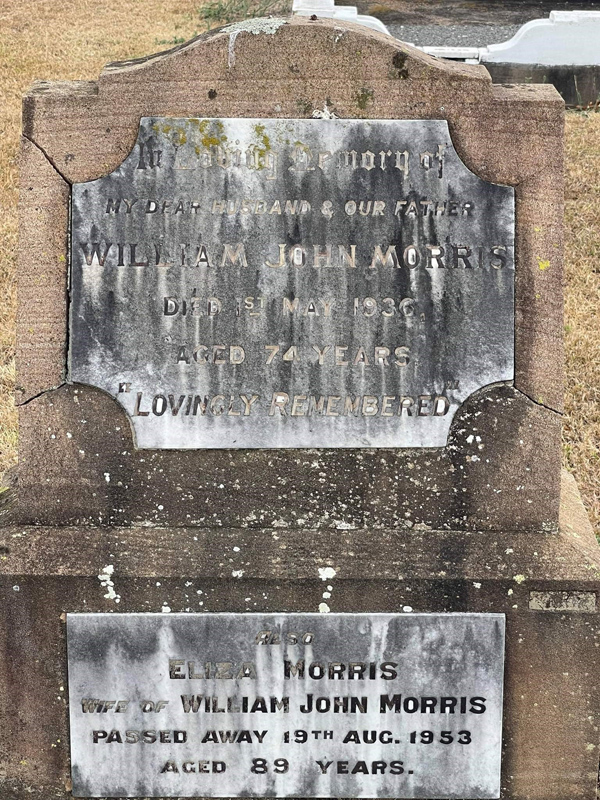 In Loving Memory of
MY DEAR HUSBAND & OUR FATHER
WILLIAM JOHN MORRIS
DIED 1ST MAY 1936,
AGED 74 YEARS.
"LOVINGLY REMEMBERED"
ALSO
ELIZA MORRIS
WIFE OF WILLIAM JOHN MORRIS
PASSED AWAY 19TH AUG. 1953
AGED 89 YEARS.